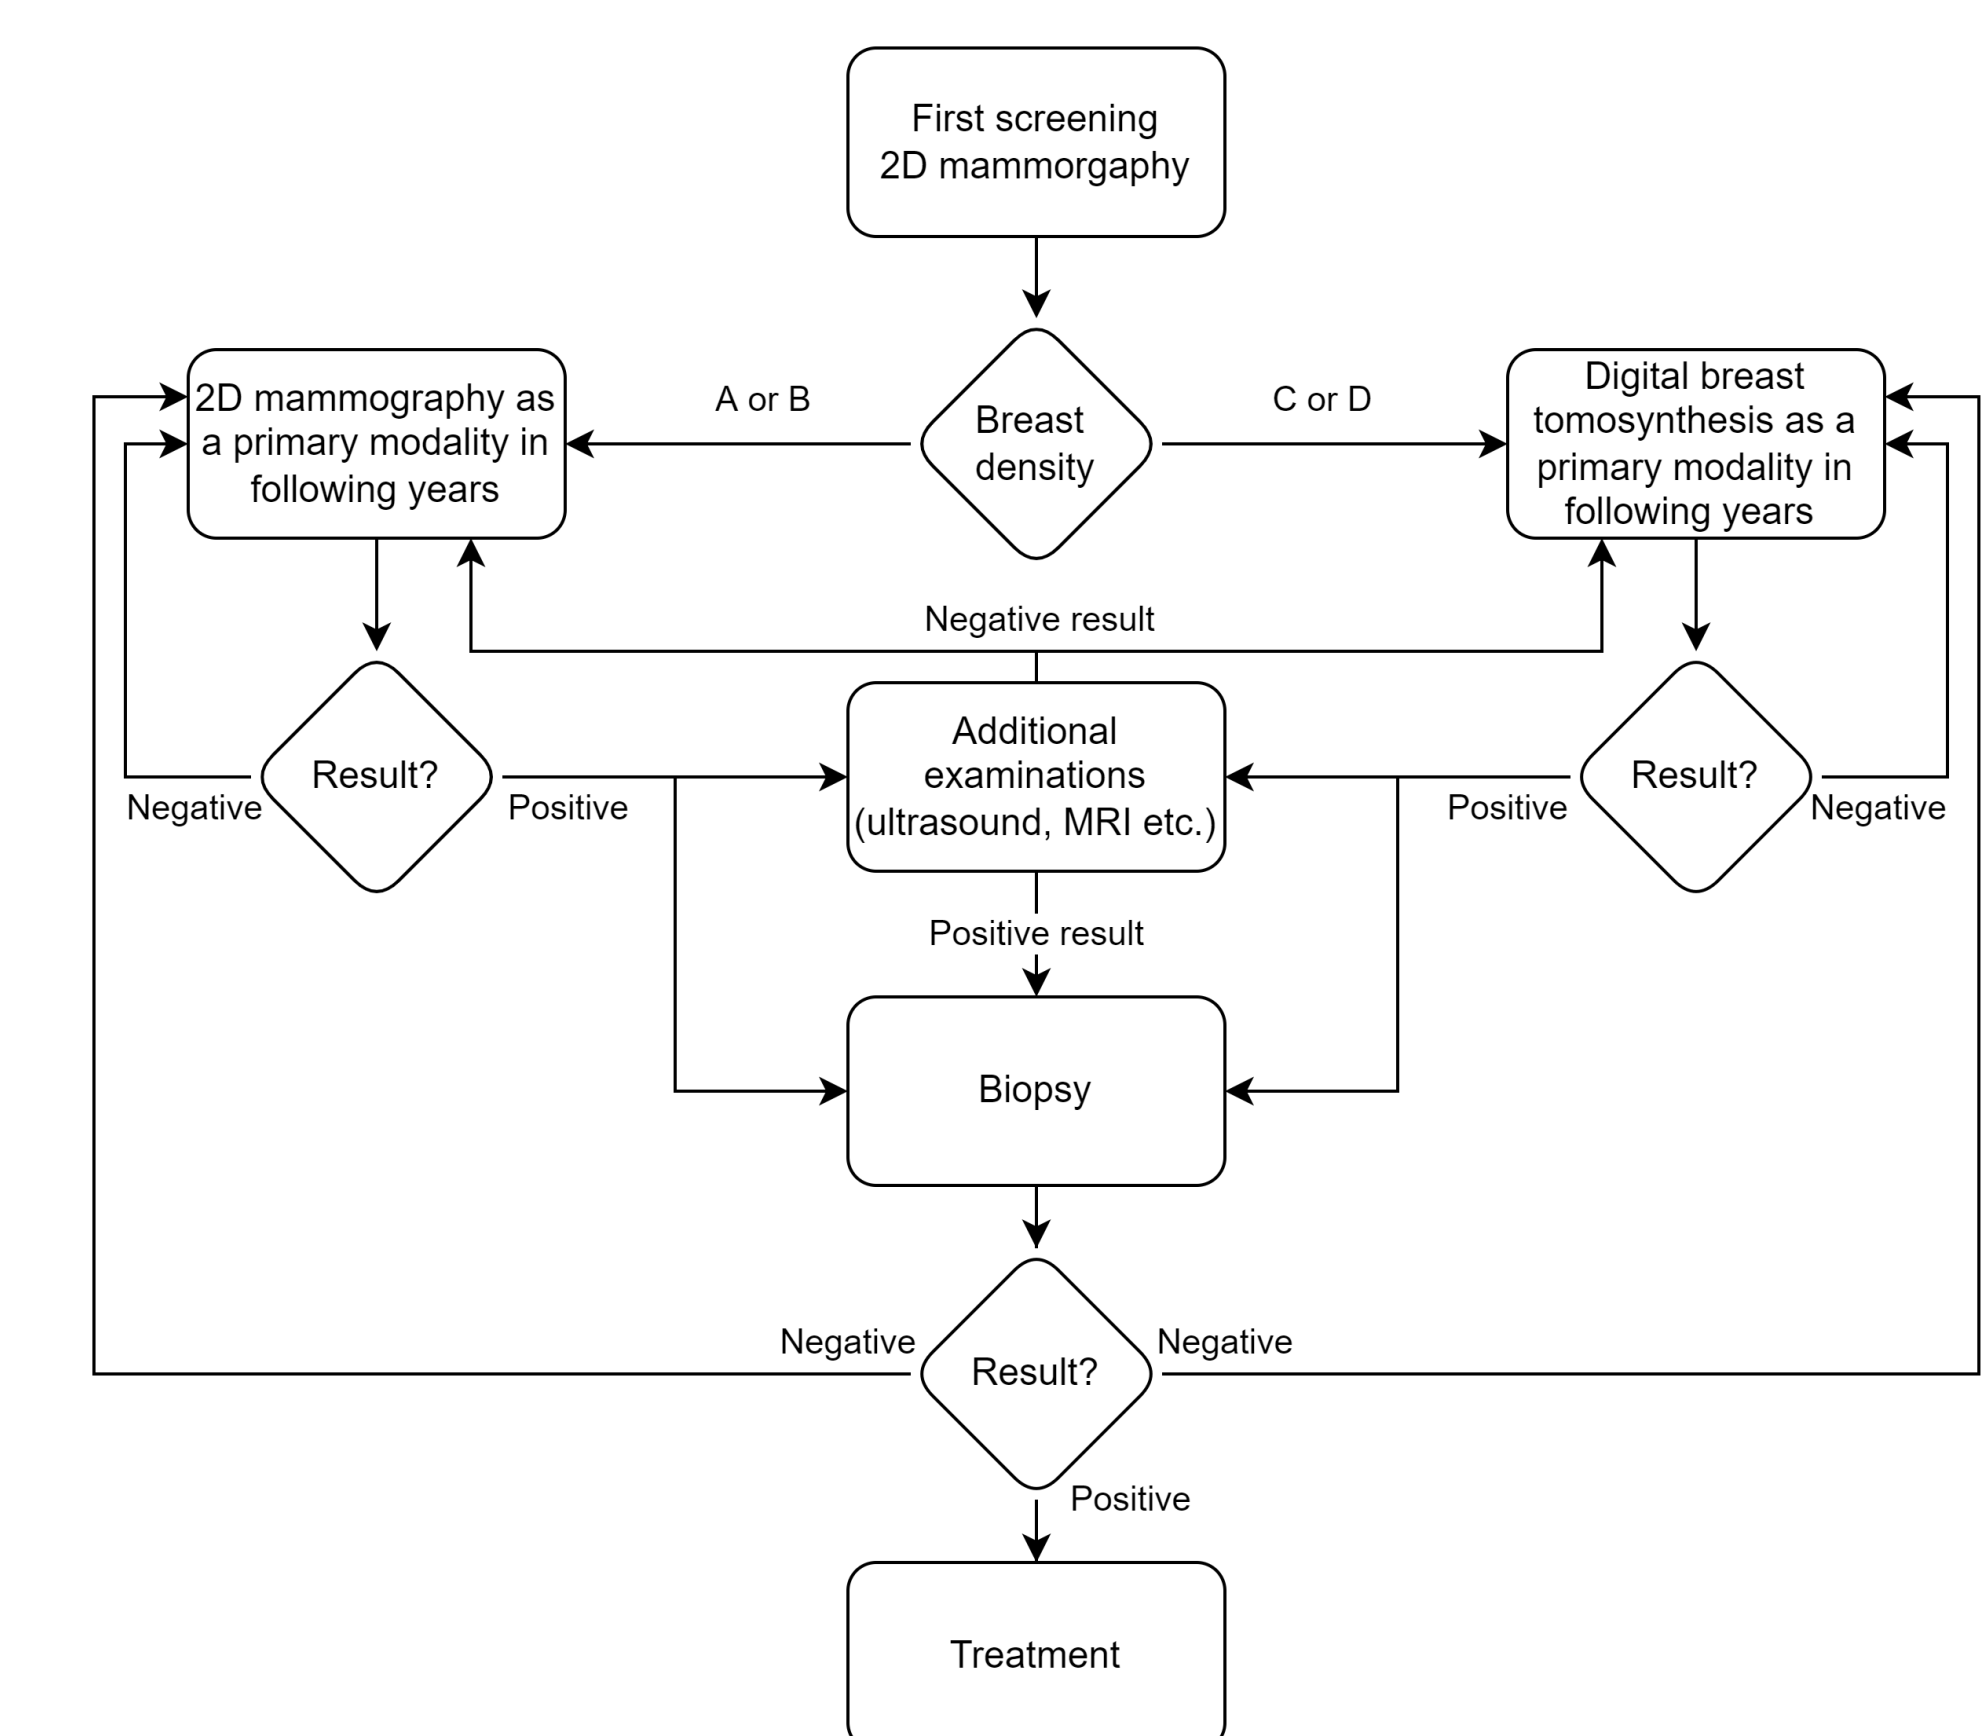 First screening
2D mammorgaphy
2D mammography as
a primary modality in
following years
A or B
Breast
density
C or D
Digital breast
tomosynthesis as a
primary modality in
following years
Negative result
Result?
Negative
Positive
Additional
examinations
(ultrasound, MRI etc.)
Result?
Positive
Negative
Positive result
Biopsy
Negative
Result?
Negative
Positive
Treatment